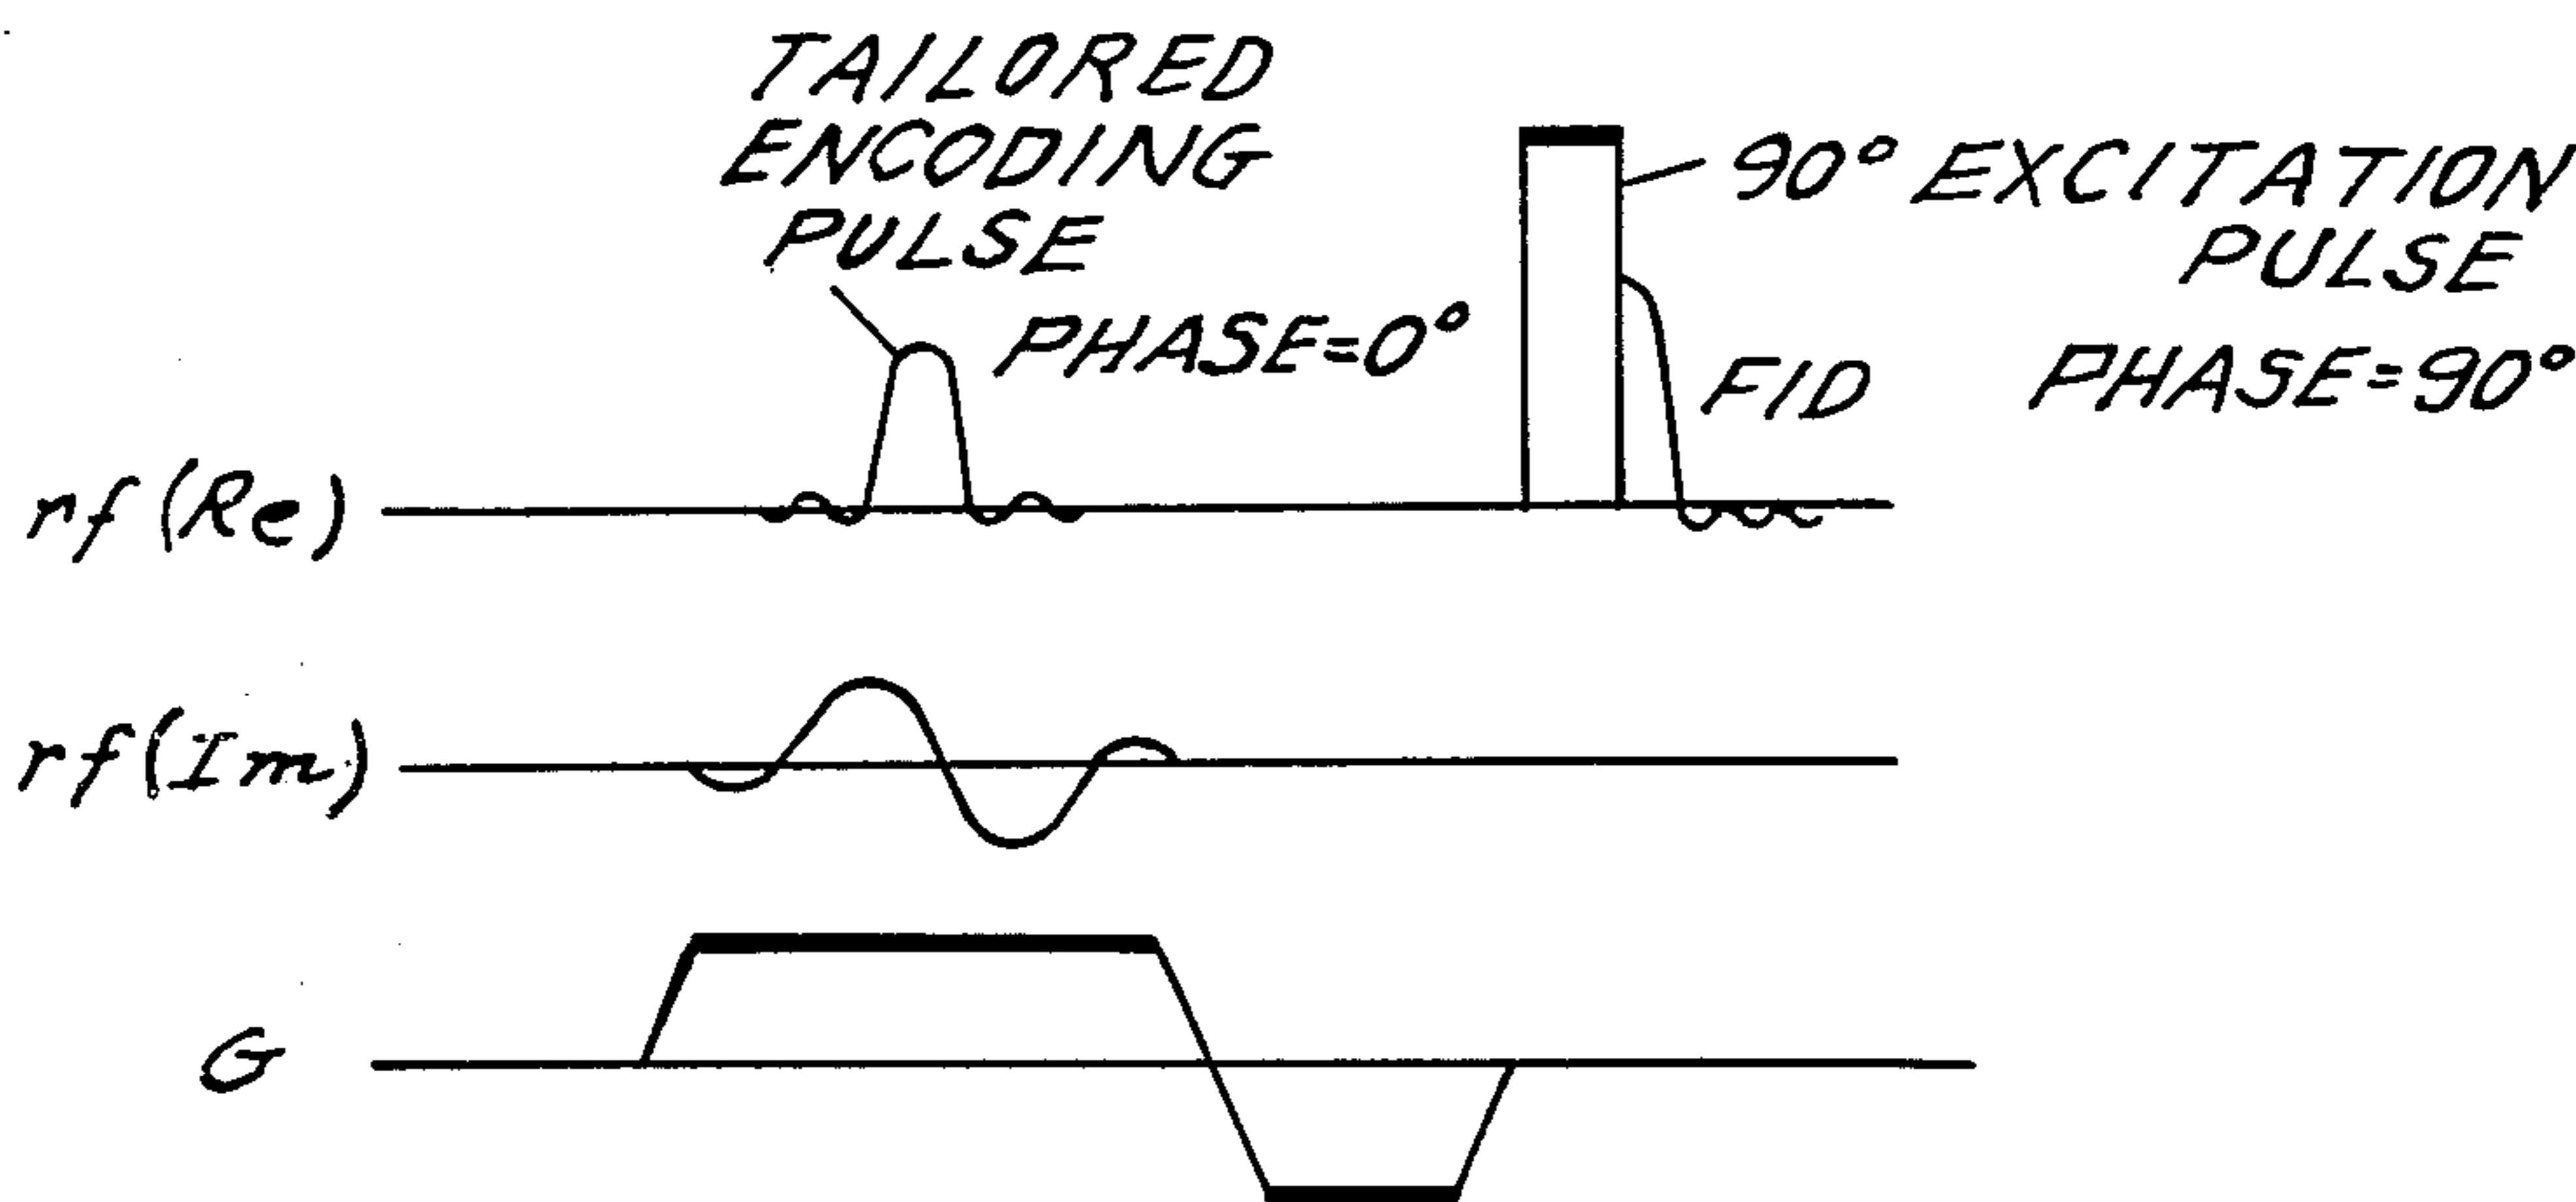 TAILORED
ENCODING
PULSE
PHASE=0°
90° EXCITATION
PULSE
FID
PHASE=90°
rf(Re)
rf(Im)
G